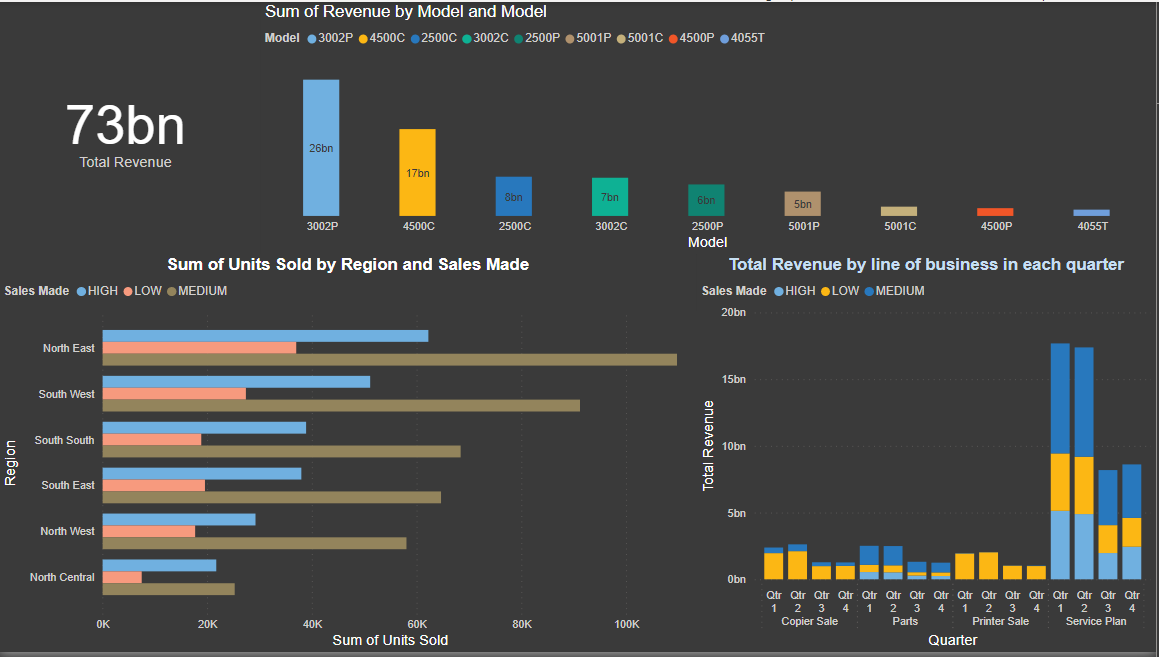 Sum of Revenue by Model and Model
Model 3002P 4500C 2500C 3002C 2500P 5001P 5001C 4500P 4055T
73bn
Total Revenue
26bn
17bn
8bn
7bn
6bn
5bn
3002P 4500C 2500C 3002C 2500P 5001P 5001C 4500P 4055T
Model
Sum of Units Sold by Region and Sales Made
Sales Made HIGH LOW MEDIUM
Region
North East
South West
South South
South East
North West
North Central
0K 20K 40K 60K 80K 100K
Sum of Units Sold
Total Revenue by line of business in each quarter
Sales Made HIGH LOW MEDIUM
Total Revenue
20bn
15bn
10bn
5bn
0bn
Qtr Qtr Qtr Qtr Qtr Qtr Qtr Qtr Qtr Qtr Qtr Qtr Qtr Qtr Qtr Qtr
1 2 3 4 1 2 3 4 1 2 3 4 1 2 3 4
Copier Sale Parts Printer Sale Service Plan
Quarter